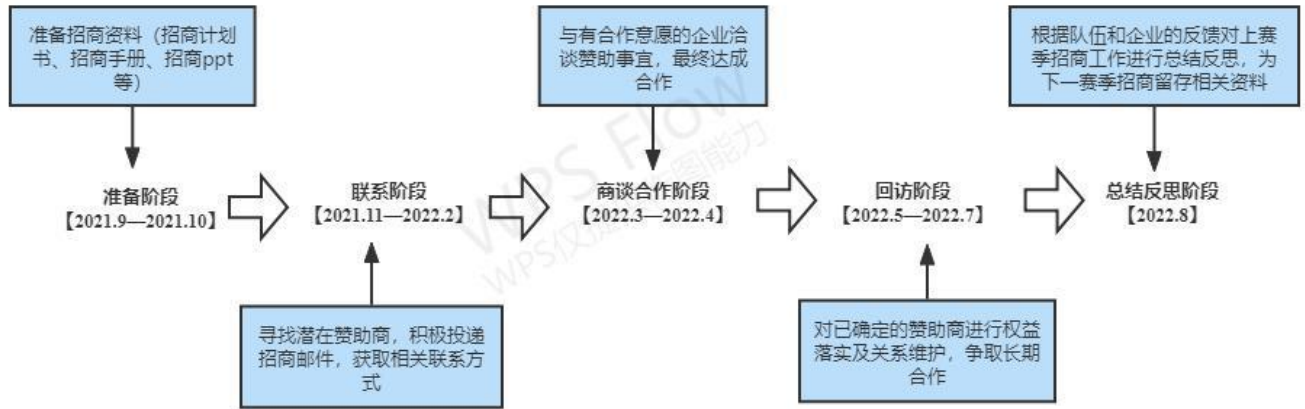 准备招商资料（招商计划
书、招商手册、招商ppt
等）
与有合作意愿的企业洽
谈赞助事宜，最终达成
合作
根据队伍和企业的反馈对上赛
季招商工作进行总结反思，为
下一赛季招商留存相关资料
准备阶段
【2021.9—2021.10】
联系阶段
【2021.11—2022.2】
商谈合作阶段
【2022.3—2022.4】
回访阶段
【2022.5—2022.7】
总结反思阶段
【2022.8】
寻找潜在赞助商，积极投递
招商邮件，获取相关联系方
式
对已确定的赞助商进行权益
落实及关系维护，争取长期
合作
WPS Flow